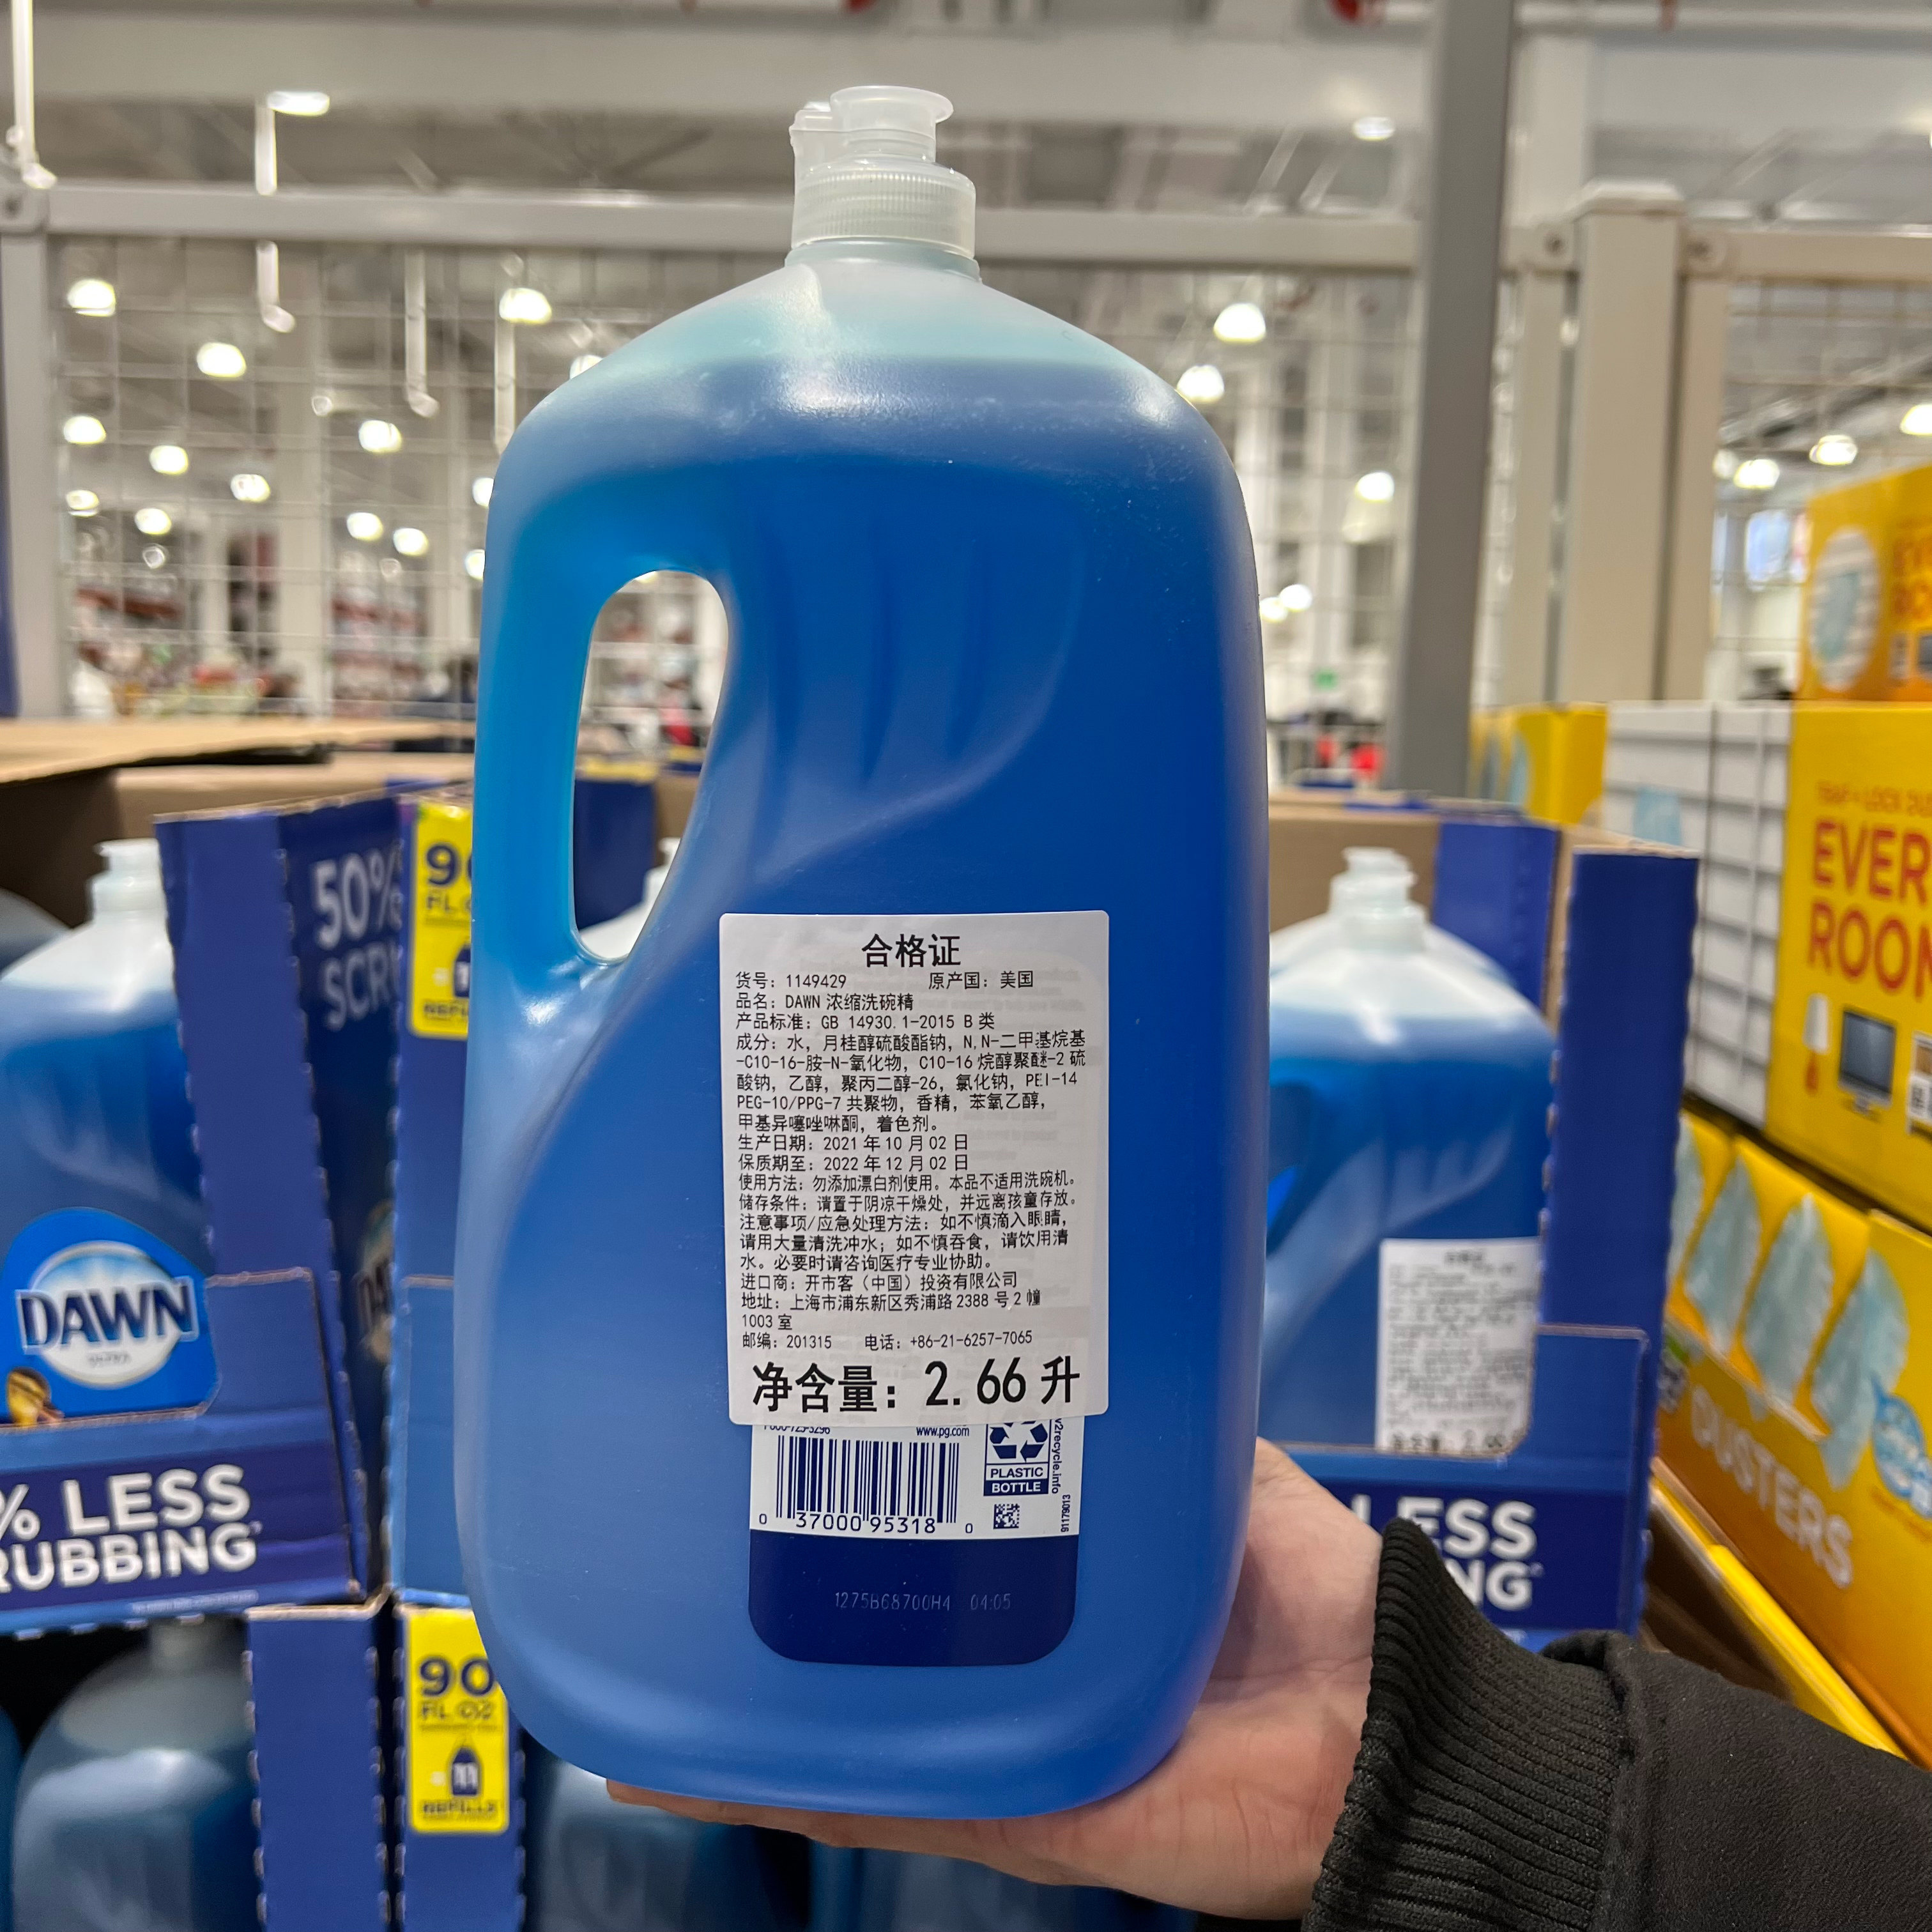 合格证
货号: 1149429 原产国: 美国
品名: DAWN 浓缩洗碗精
产品标准: GB 14930.1-2015 B 类
成分: 水, 月桂醇硫酸酯钠, N,N-二甲基烷基
-C10-16-胺-N-氧化物, C10-16 烷醇聚醚-2 硫
酸钠, 乙醇, 聚丙二醇-26, 氯化钠, PEI-14
PEG-10/PPG-7 共聚物, 香精, 苯氧乙醇,
甲基异噻唑啉酮, 着色剂。
生产日期: 2021 年 10 月 02 日
保质期至: 2022 年 12 月 02 日
使用方法: 勿添加漂白剂使用。本品不适用洗碗机。
储存条件: 请置于阴凉干燥处, 并远离孩童存放。
注意事项/应急处理方法: 如不慎滴入眼睛,
请用大量清洗冲水; 如不慎吞食, 请饮用清
水。必要时请咨询医疗专业协助。
进口商: 开市客 (中国) 投资有限公司
地址: 上海市浦东新区秀浦路 2388 号 2 幢
1003 室
邮编: 201315 电话: +86-21-6257-7065
净含量: 2.66 升
www.pg.com
v2recycle.info
PLASTIC
BOTTLE
0 37000 95318 0
91179013
1275B68700H4 04:05
50%
SCR
90
FL
DAWN
ULTRA
% LESS
RUBBING
90
FL OZ
REFILLS
LESS
NG
EVER
ROOM
DUSTERS